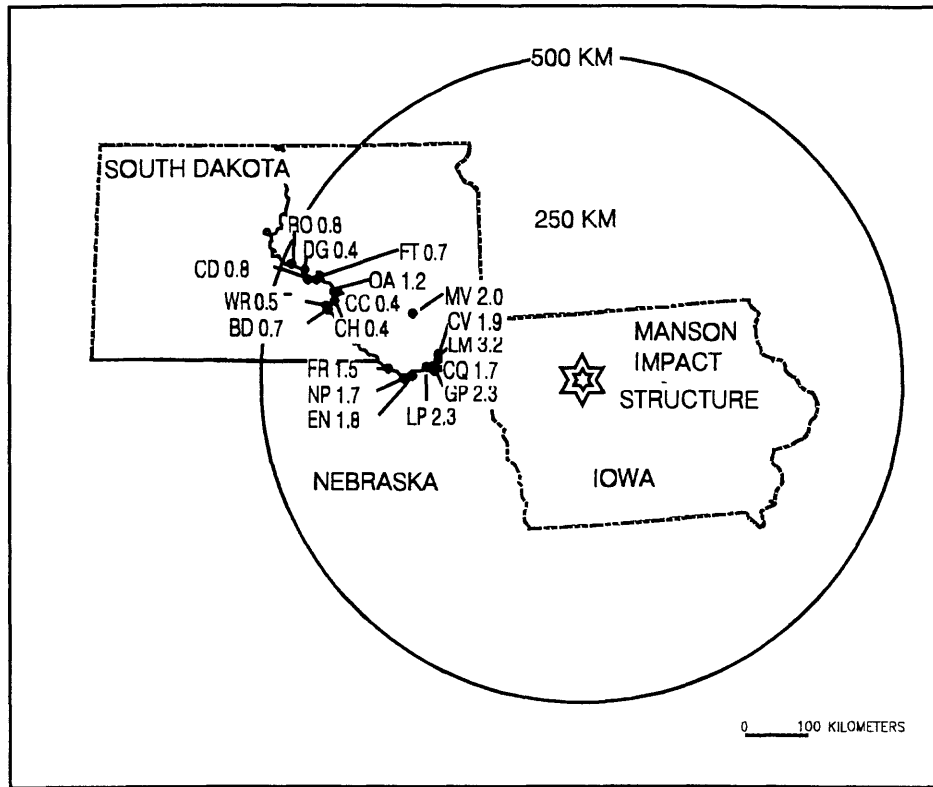 500 KM
SOUTH DAKOTA
250 KM
RO 0.8
DG 0.4
FT 0.7
CD 0.8
OA 1.2
WR 0.5
CC 0.4
MV 2.0
BD 0.7
CH 0.4
CV 1.9
LM 3.2
MANSON
IMPACT
STRUCTURE
FR 1.5
CQ 1.7
NP 1.7
GP 2.3
EN 1.8
LP 2.3
NEBRASKA
IOWA
0 100 KILOMETERS